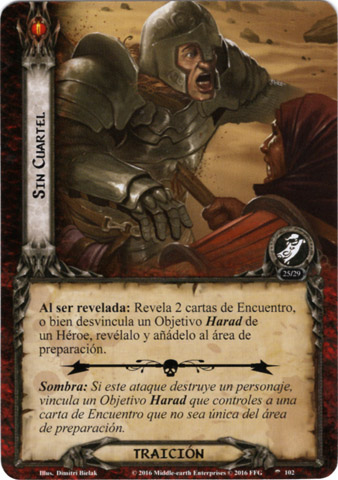 SIN CUARTEL
25/29
Al ser revelada: Revela 2 cartas de Encuentro,
o bien desvincula un Objetivo Harad de
un Héroe, revélalo y añádelo al área de
preparación.
Sombra: Si este ataque destruye un personaje,
vincula un Objetivo Harad que controles a una
carta de Encuentro que no sea única del área
de preparación.
TRAICIÓN
Illus. Dimitri Bielak © 2016 Middle-earth Enterprises © 2016 FFG 102